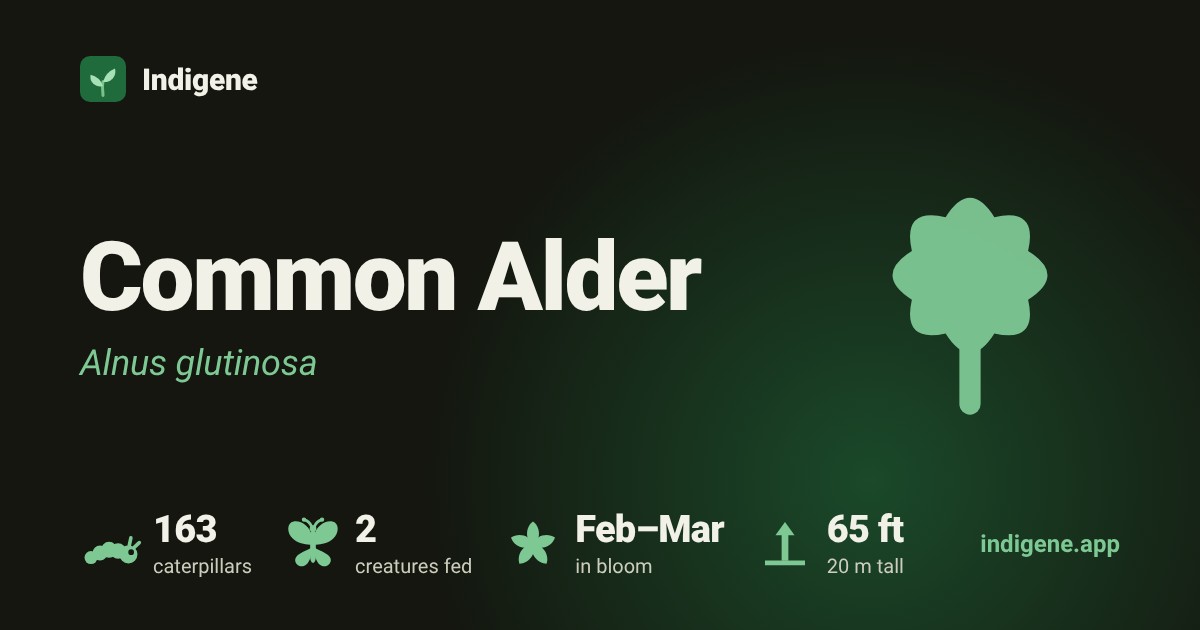 Indigene
Common Alder
Alnus glutinosa
163
caterpillars
2
creatures fed
Feb–Mar
in bloom
65 ft
20 m tall
indigene.app